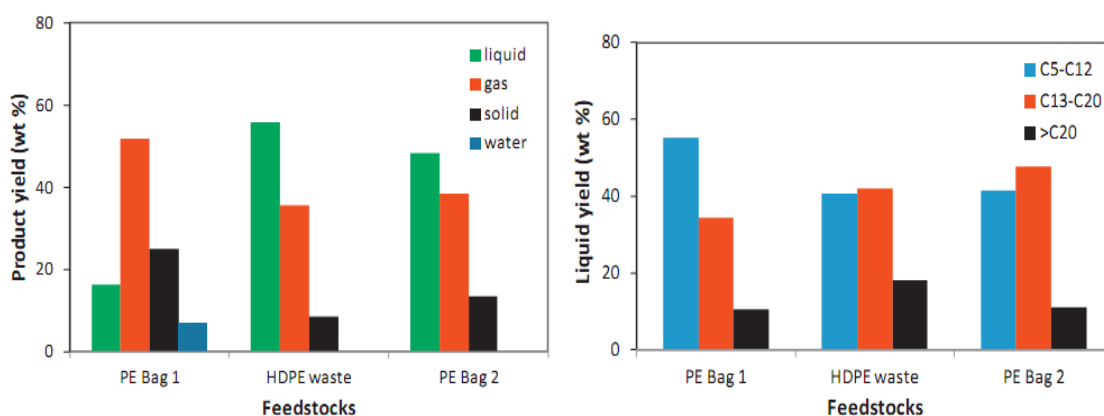 80
60
40
20
0
Product yield (wt %)
liquid
gas
solid
water
PE Bag 1 HDPE waste PE Bag 2
Feedstocks
80
60
40
20
0
Liquid yield (wt %)
C5-C12
C13-C20
>C20
PE Bag 1 HDPE waste PE Bag 2
Feedstocks